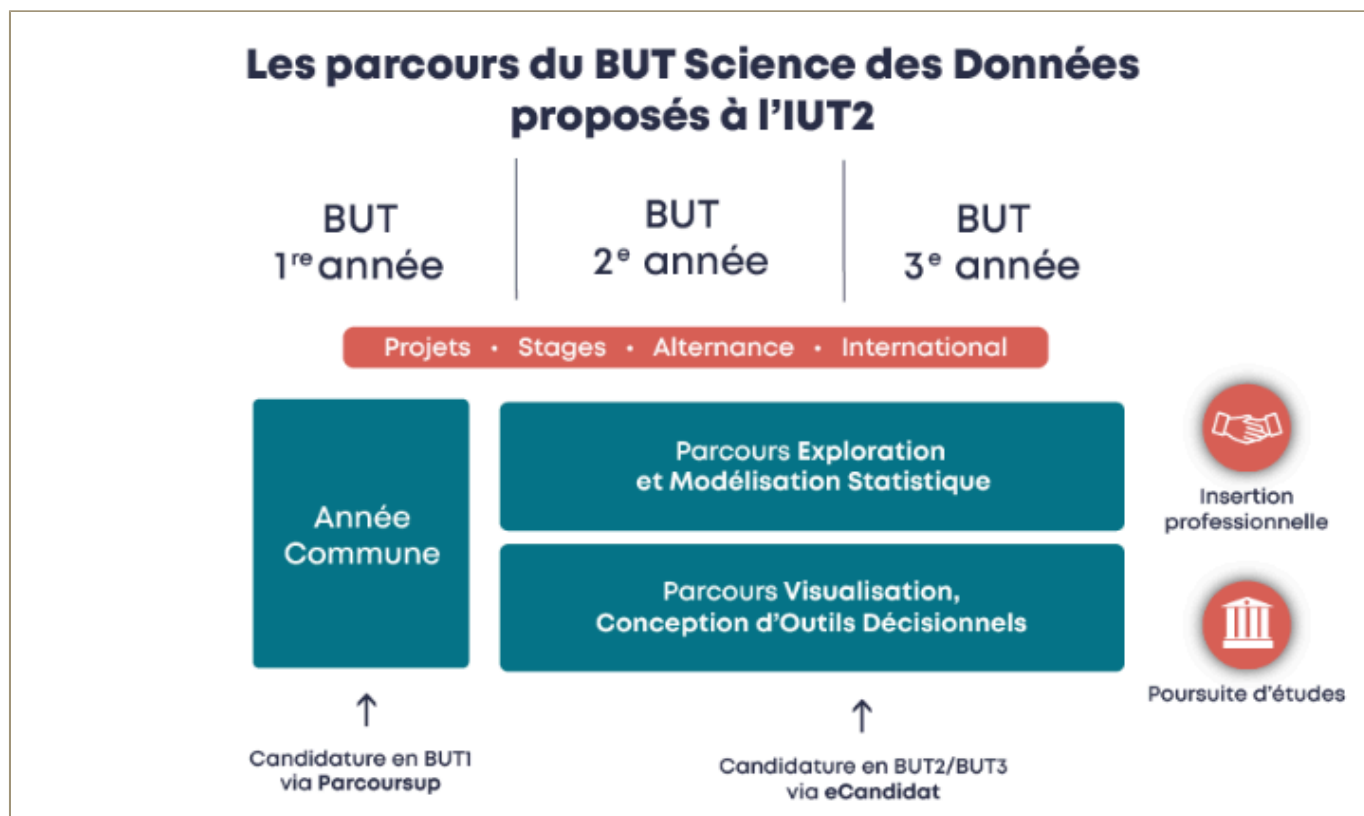 Les parcours du BUT Science des Données
proposés à l'IUT2
BUT
1re année
BUT
2e année
BUT
3e année
Projets · Stages · Alternance · International
Année
Commune
Parcours Exploration
et Modélisation Statistique
Parcours Visualisation,
Conception d'Outils Décisionnels
Insertion
professionnelle
Poursuite d'études
Candidature en BUT1
via Parcoursup
Candidature en BUT2/BUT3
via eCandidat